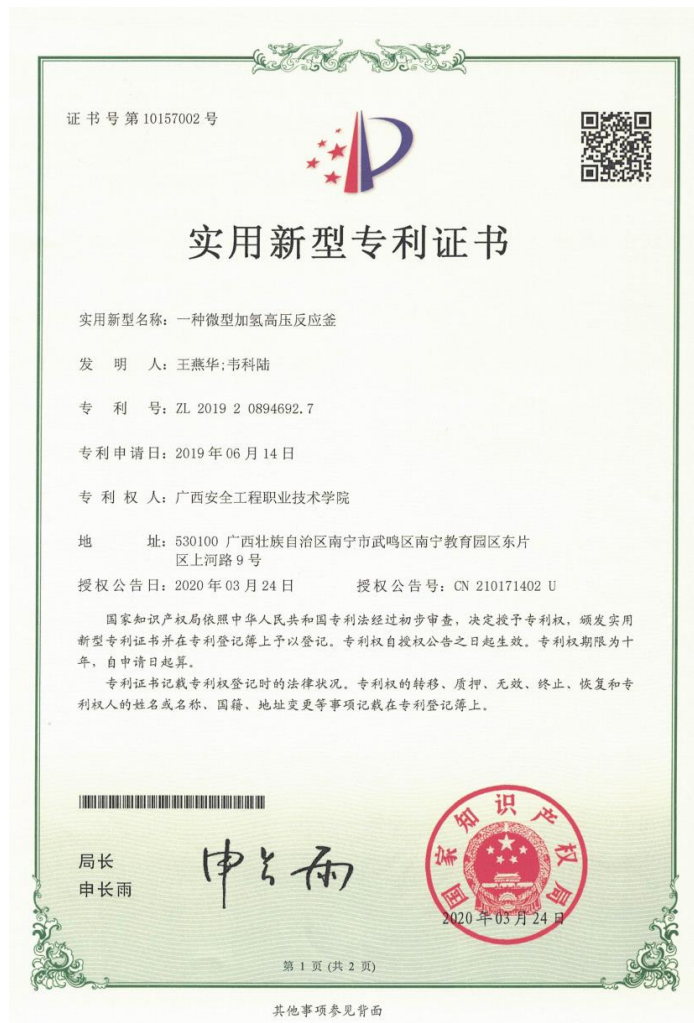 证书号第10157002号
实用新型专利证书
实用新型名称：一种微型加氢高压反应釜
发明人：王燕华;韦科陆
专利号：ZL 2019 2 0894692.7
专利申请日：2019年06月14日
专利权人：广西安全工程职业技术学院
地址：530100 广西壮族自治区南宁市武鸣区南宁教育园区东片
区上河路9号
授权公告日：2020年03月24日 授权公告号：CN 210171402 U
国家知识产权局依照中华人民共和国专利法经过初步审查，决定授予专利权，颁发实用
新型专利证书并在专利登记簿上予以登记。专利权自授权公告之日起生效。专利权期限为十
年，自申请日起算。
专利证书记载专利权登记时的法律状况。专利权的转移、质押、无效、终止、恢复和专
利权人的姓名或名称、国籍、地址变更等事项记载在专利登记簿上。
局长
申长雨
申长雨
国家知识产权局
2020年03月24日
第1页(共2页)
其他事项参见背面